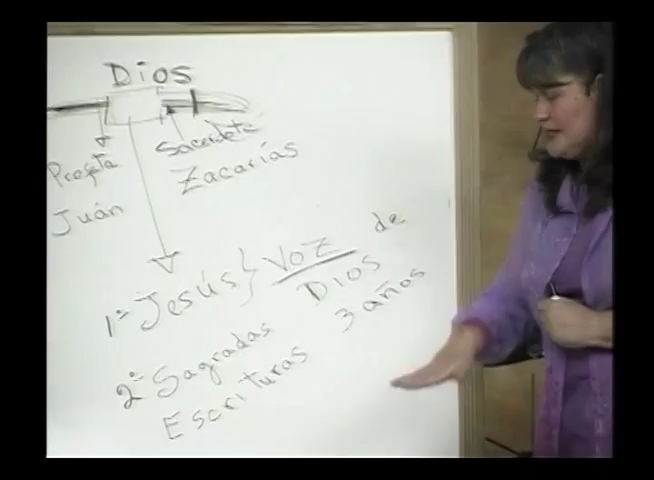 Dios
Profeta
Sacerdote
Juán
Zacarías
1º Jesús } Voz de
Dios
2º Sagradas 3 años
Escrituras